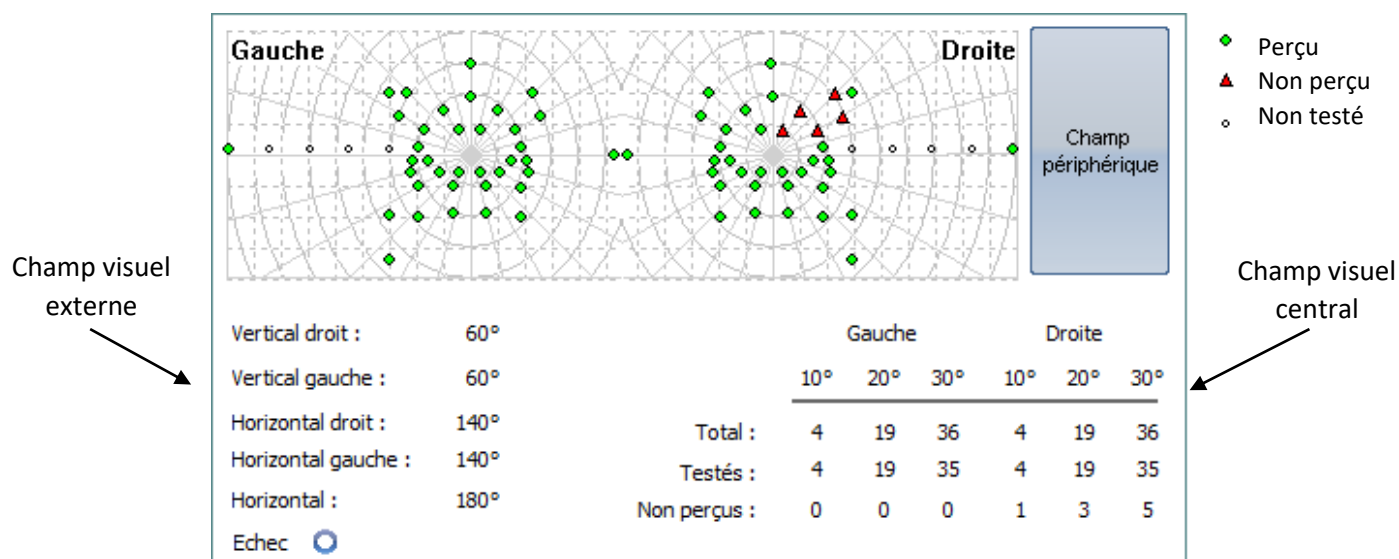 Gauche
Droite
Champ
périphérique
Perçu
Non perçu
Non testé
Champ visuel
externe
Champ visuel
central
Vertical droit : 60°
Vertical gauche : 60°
Horizontal droit : 140°
Horizontal gauche : 140°
Horizontal : 180°
Echec
Gauche Droite
10° 20° 30° 10° 20° 30°
Total : 4 19 36 4 19 36
Testés : 4 19 35 4 19 35
Non perçus : 0 0 0 1 3 5